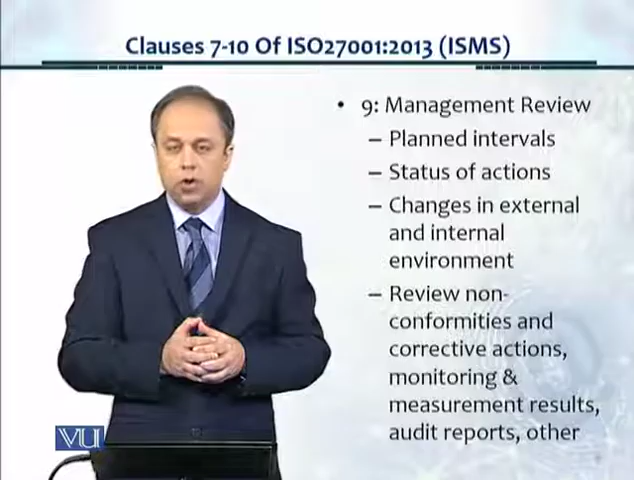 Clauses 7-10 Of ISO27001:2013 (ISMS)
• 9: Management Review
– Planned intervals
– Status of actions
– Changes in external
and internal
environment
– Review non-
conformities and
corrective actions,
monitoring &
measurement results,
audit reports, other
VU